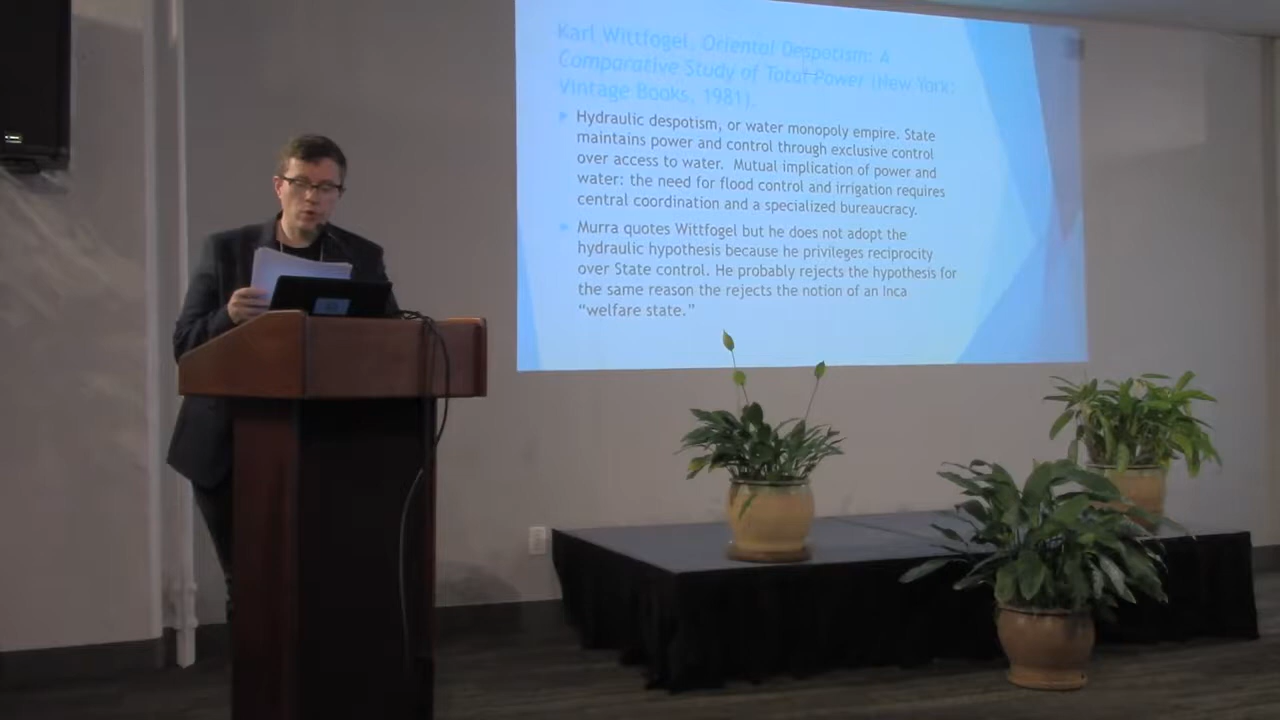 Karl Wittfogel, Oriental Despotism: A
Comparative Study of Total Power (New York:
Vintage Books, 1981).
Hydraulic despotism, or water monopoly empire. State
maintains power and control through exclusive control
over access to water. Mutual implication of power and
water: the need for flood control and irrigation requires
central coordination and a specialized bureaucracy.
Murra quotes Wittfogel but he does not adopt the
hydraulic hypothesis because he privileges reciprocity
over State control. He probably rejects the hypothesis for
the same reason the rejects the notion of an Inca
“welfare state.”